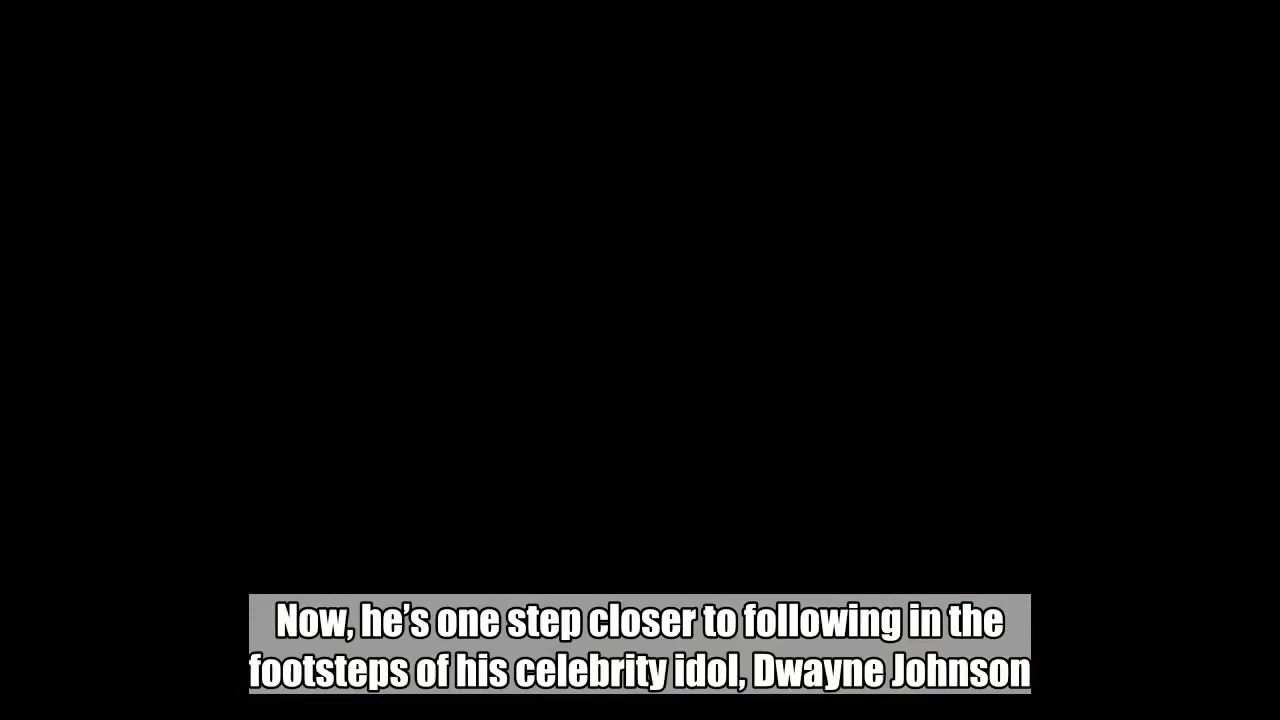 Now, he’s one step closer to following in the
footsteps of his celebrity idol, Dwayne Johnson